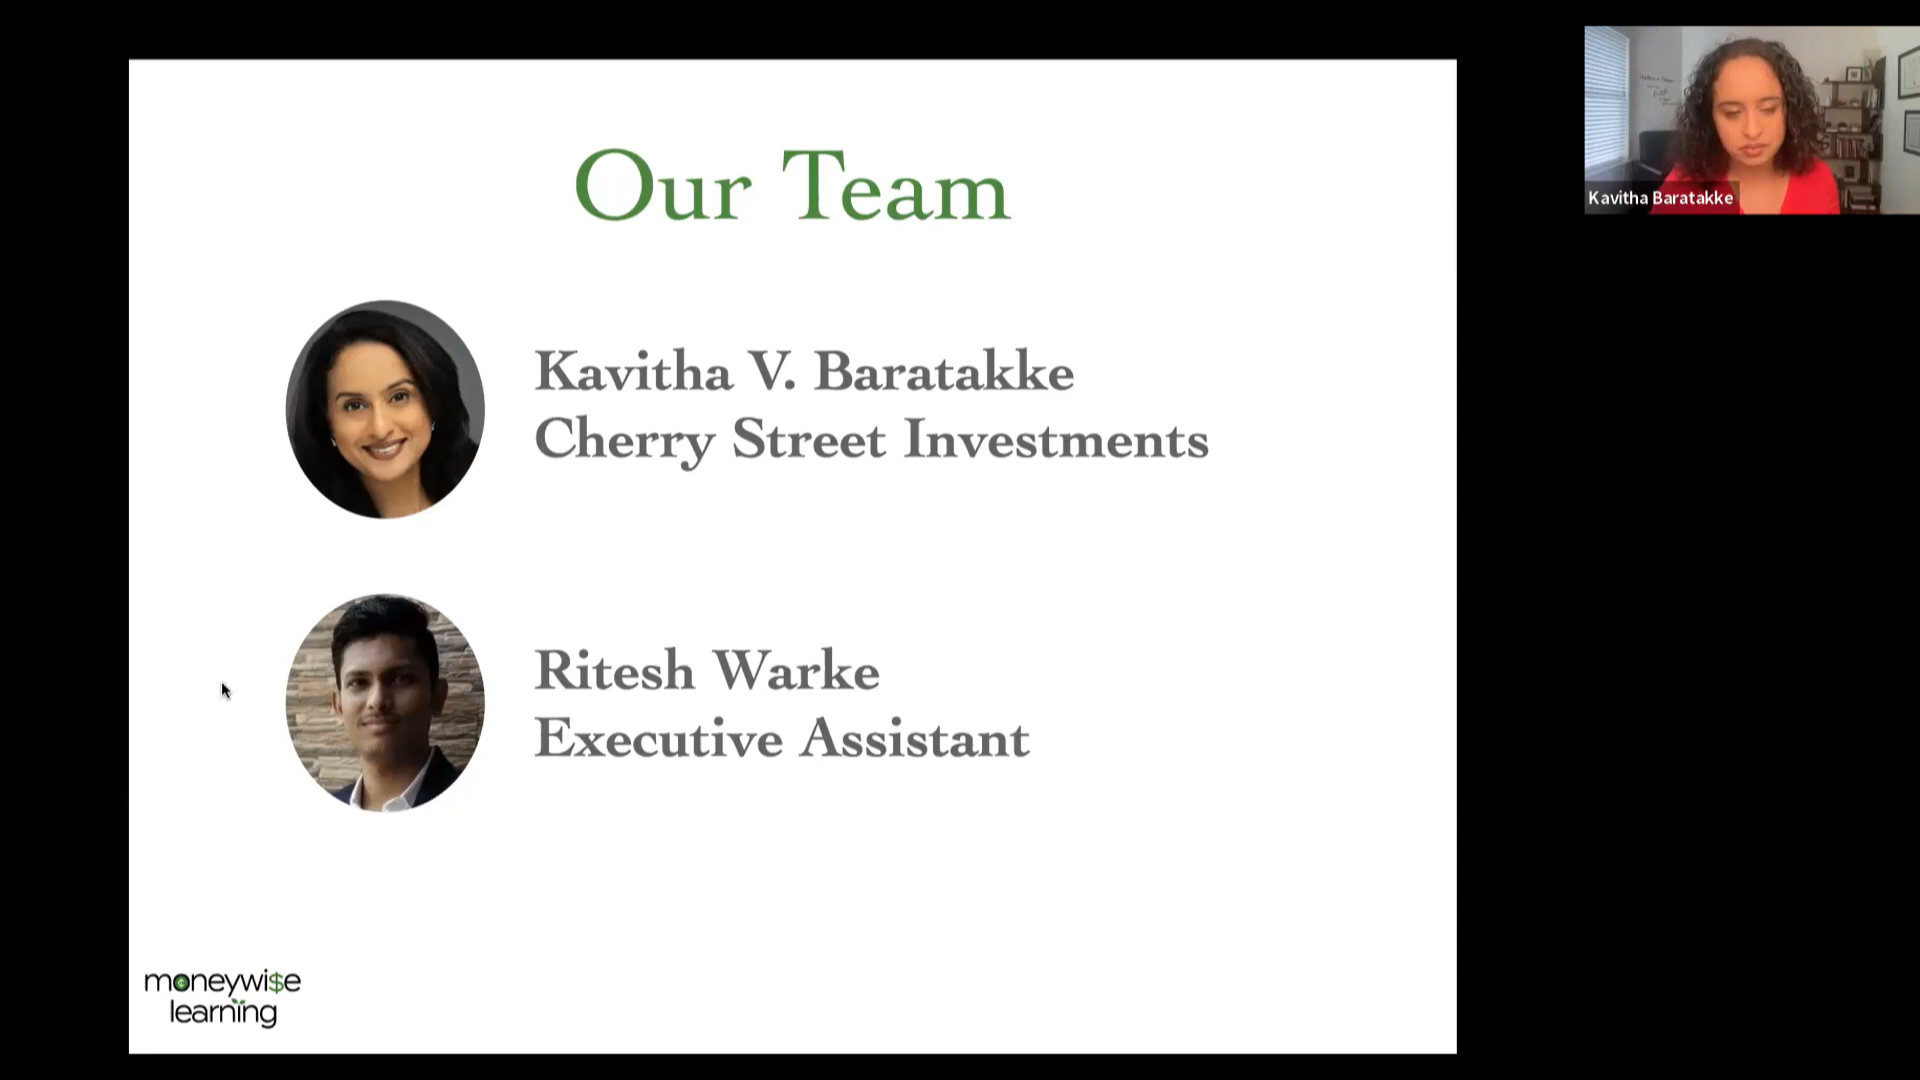 Our Team
Kavitha V. Baratakke
Cherry Street Investments
Ritesh Warke
Executive Assistant
moneywi$e
learning
Kavitha Baratakke